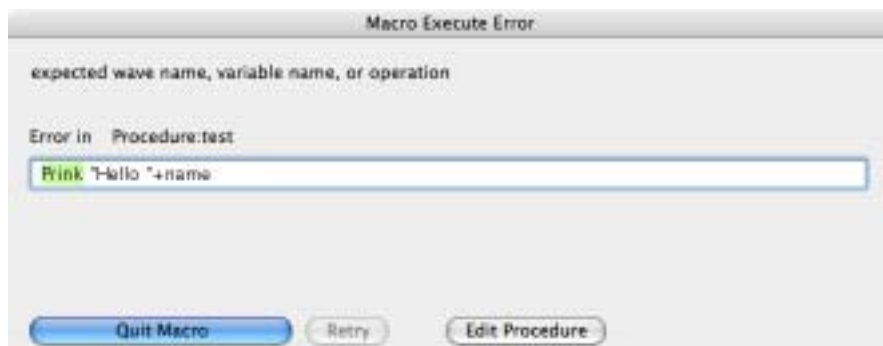 Macro Execute Error
expected wave name, variable name, or operation
Error in Procedure:test
Prink "Hello "+name
Quit Macro Retry Edit Procedure